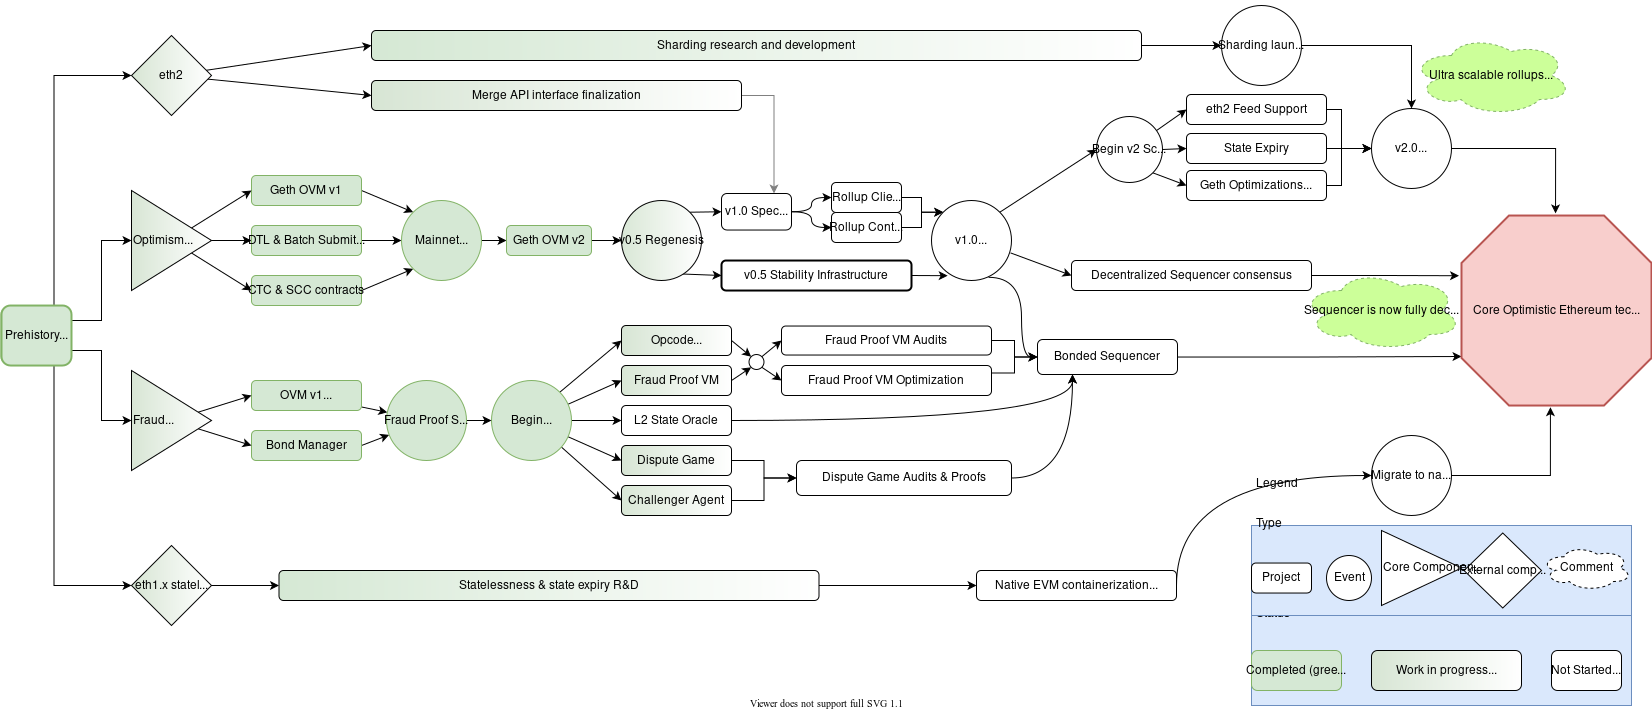 Sharding research and development
Sharding laun...
eth2
Ultra scalable rollups...
Merge API interface finalization
eth2 Feed Support
Begin v2 Sc...
State Expiry
v2.0...
Geth Optimizations...
Geth OVM v1
Rollup Clie...
v1.0 Spec...
Rollup Cont...
Optimism...
DTL & Batch Submit...
Mainnet...
Geth OVM v2
v0.5 Regenesis
v1.0...
v0.5 Stability Infrastructure
Decentralized Sequencer consensus
CTC & SCC contracts
Sequencer is now fully dec...
Core Optimistic Ethereum tec...
Prehistory...
Opcode...
Fraud Proof VM Audits
Bonded Sequencer
Fraud Proof VM
Fraud Proof VM Optimization
OVM v1...
Fraud...
Fraud Proof S...
Begin...
L2 State Oracle
Bond Manager
Dispute Game
Dispute Game Audits & Proofs
Challenger Agent
Migrate to na...
Legend
Type
Project
Event
Core Componen...
External comp...
Comment
eth1.x statel...
Statelessness & state expiry R&D
Native EVM containerization...
Completed (gree...
Work in progress...
Not Started...
Viewer does not support full SVG 1.1